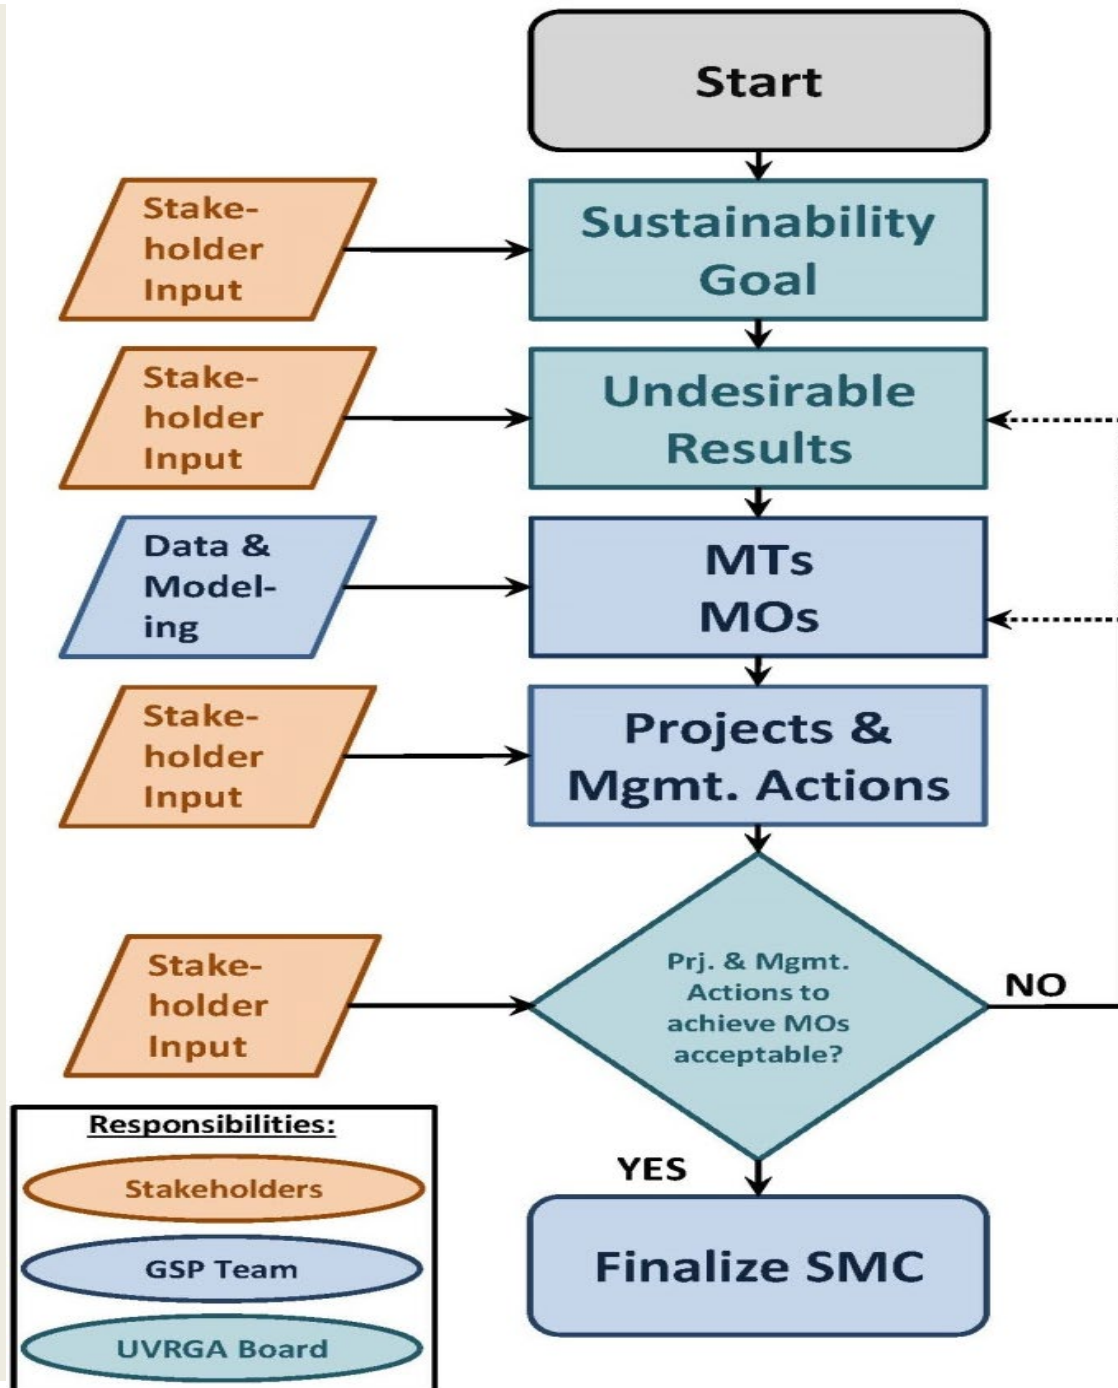 Start
Stake-
holder
Input
Sustainability
Goal
Stake-
holder
Input
Undesirable
Results
Data &
Model-
ing
MTs
MOs
Stake-
holder
Input
Projects &
Mgmt. Actions
Stake-
holder
Input
Prj. & Mgmt.
Actions to
achieve MOs
acceptable?
NO
YES
Finalize SMC
Responsibilities:
Stakeholders
GSP Team
UVRGA Board